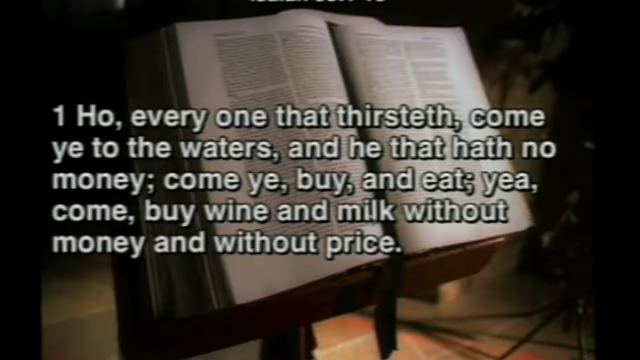 1 Ho, every one that thirsteth, come
ye to the waters, and he that hath no
money; come ye, buy, and eat; yea,
come, buy wine and milk without
money and without price.